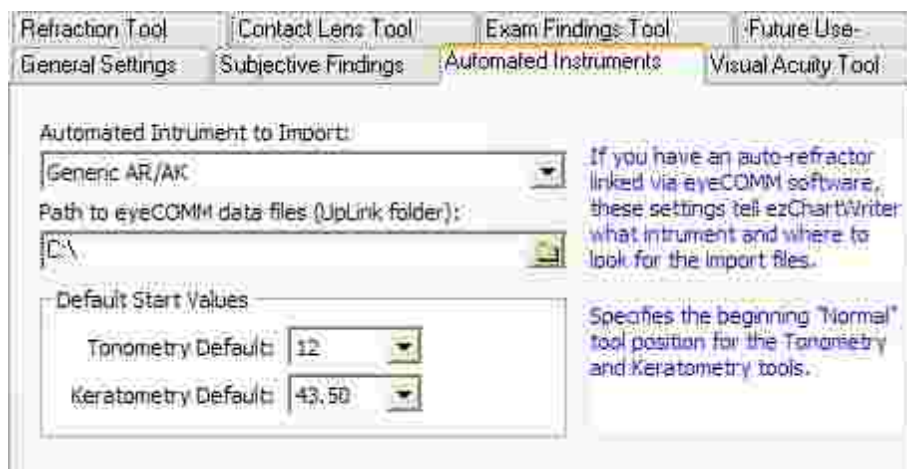 Refraction Tool Contact Lens Tool Exam Findings Tool -Future Use-
General Settings Subjective Findings Automated Instruments Visual Acuity Tool
Automated Intrument to Import:
Generic AR/AK
Path to eyeCOMM data files (UpLink folder):
C:\
If you have an auto-refractor
linked via eyeCOMM software,
these settings tell ezChartWriter
what intrument and where to
look for the import files.
Default Start Values
Tonometry Default: 12
Keratometry Default: 43.50
Specifies the beginning "Normal"
tool position for the Tonometry
and Keratometry tools.